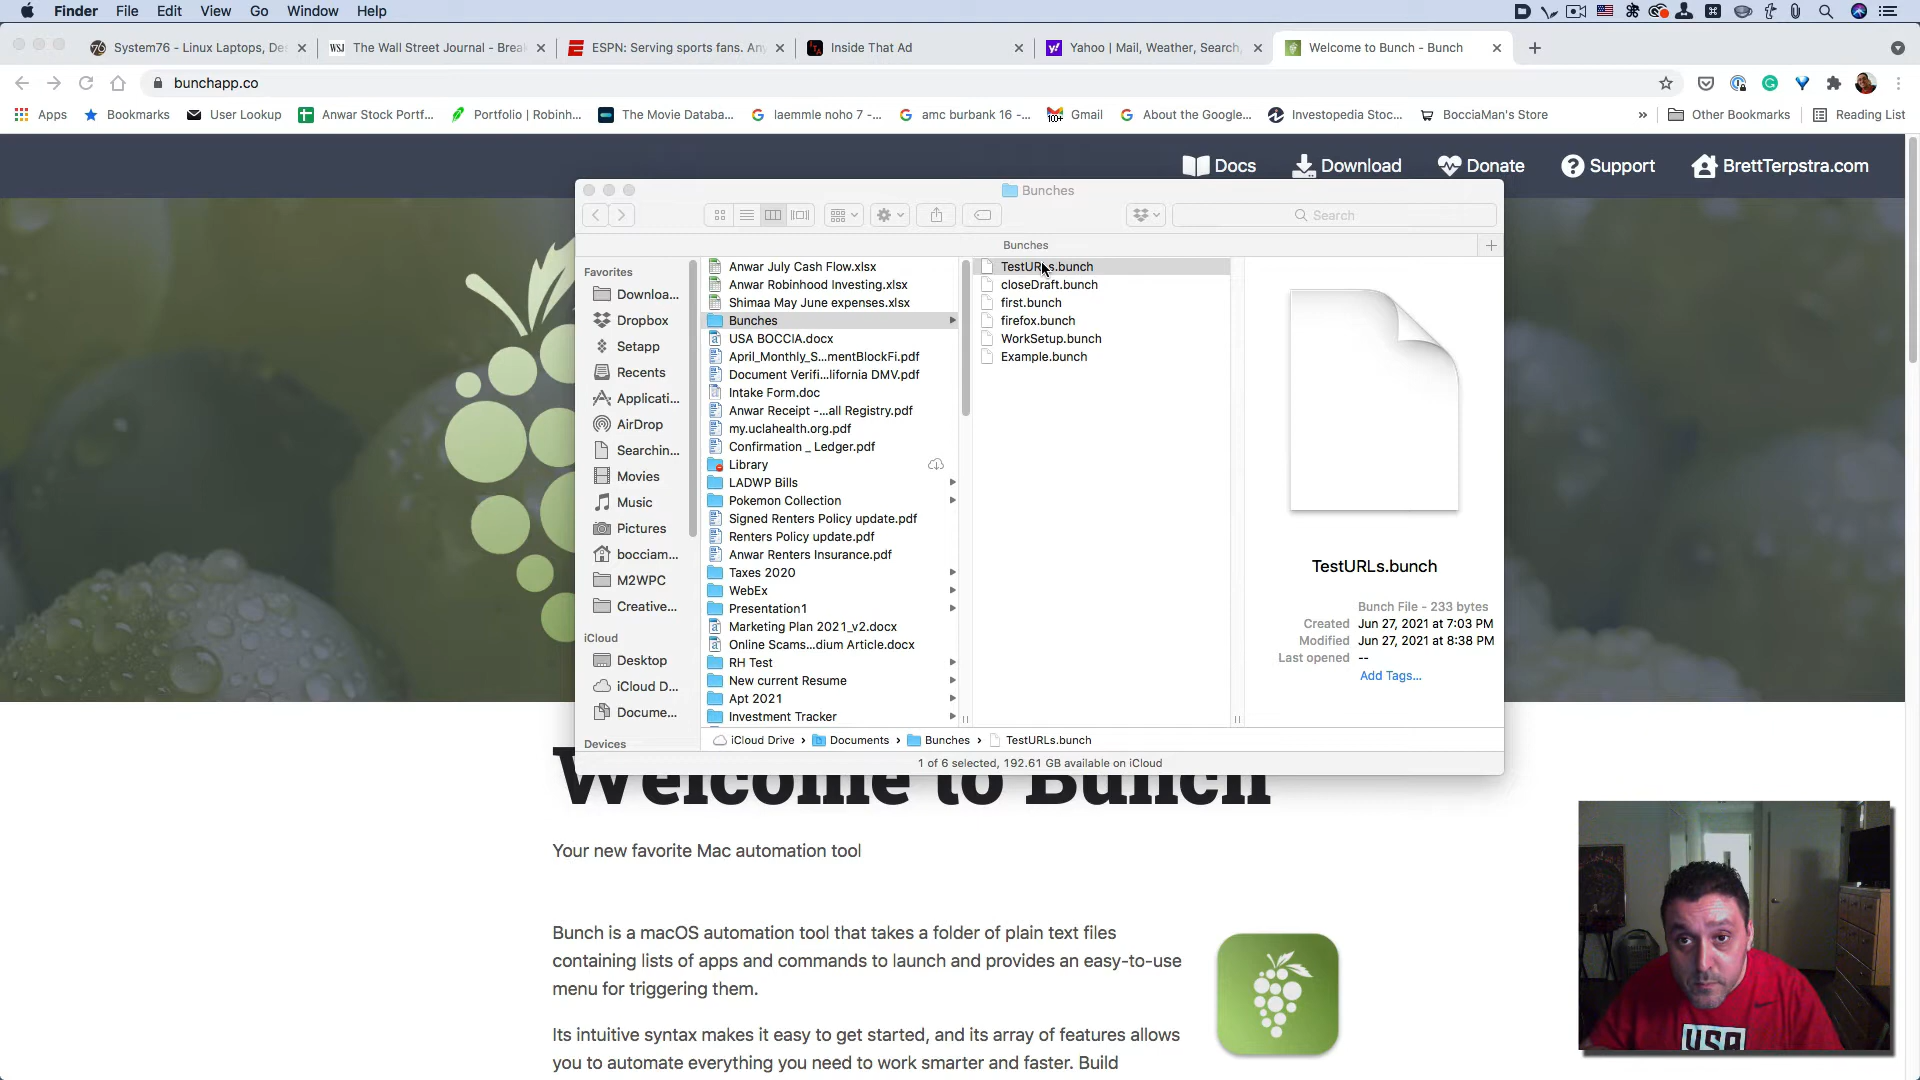 Finder File Edit View Go Window Help
System76 - Linux Laptops, De
WSJ The Wall Street Journal - Brea
ESPN: Serving sports fans. An
Inside That Ad
Yahoo | Mail, Weather, Search,
Welcome to Bunch - Bunch
bunchapp.co
Apps Bookmarks User Lookup Anwar Stock Portf... Portfolio | Robinh... The Movie Databa... laemmle noho 7 -... amc burbank 16 -... 100+ Gmail About the Google... Investopedia Stoc... BocciaMan's Store » Other Bookmarks Reading List
Docs Download Donate Support BrettTerpstra.com
Bunches
Search
Bunches
Favorites
Downloa...
Dropbox
Setapp
Recents
Applicati...
AirDrop
Searchin...
Movies
Music
Pictures
bocciam...
M2WPC
Creative...
iCloud
Desktop
iCloud D...
Docume...
Devices
Anwar July Cash Flow.xlsx
Anwar Robinhood Investing.xlsx
Shimaa May June expenses.xlsx
Bunches
USA BOCCIA.docx
April_Monthly_S...mentBlockFi.pdf
Document Verifi...lifornia DMV.pdf
Intake Form.doc
Anwar Receipt -...all Registry.pdf
my.uclahealth.org.pdf
Confirmation _ Ledger.pdf
Library
LADWP Bills
Pokemon Collection
Signed Renters Policy update.pdf
Renters Policy update.pdf
Anwar Renters Insurance.pdf
Taxes 2020
WebEx
Presentation1
Marketing Plan 2021_v2.docx
Online Scams...dium Article.docx
RH Test
New current Resume
Apt 2021
Investment Tracker
TestURLs.bunch
closeDraft.bunch
first.bunch
firefox.bunch
WorkSetup.bunch
Example.bunch
TestURLs.bunch
Bunch File - 233 bytes
Created Jun 27, 2021 at 7:03 PM
Modified Jun 27, 2021 at 8:38 PM
Last opened --
Add Tags...
iCloud Drive › Documents › Bunches › TestURLs.bunch
1 of 6 selected, 192.61 GB available on iCloud
Welcome to Bunch
Your new favorite Mac automation tool
Bunch is a macOS automation tool that takes a folder of plain text files
containing lists of apps and commands to launch and provides an easy-to-use
menu for triggering them.
Its intuitive syntax makes it easy to get started, and its array of features allows
you to automate everything you need to work smarter and faster. Build
USA